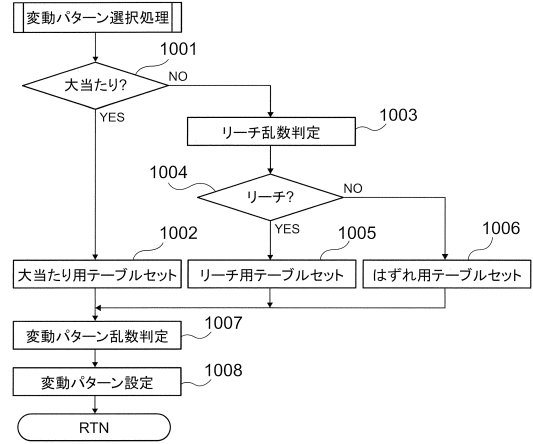 変動パターン選択処理
1001
大当たり?
NO
YES
1003
リーチ乱数判定
1004
リーチ?
NO
YES
1002
1005
1006
大当たり用テーブルセット
リーチ用テーブルセット
はずれ用テーブルセット
1007
変動パターン乱数判定
1008
変動パターン設定
RTN